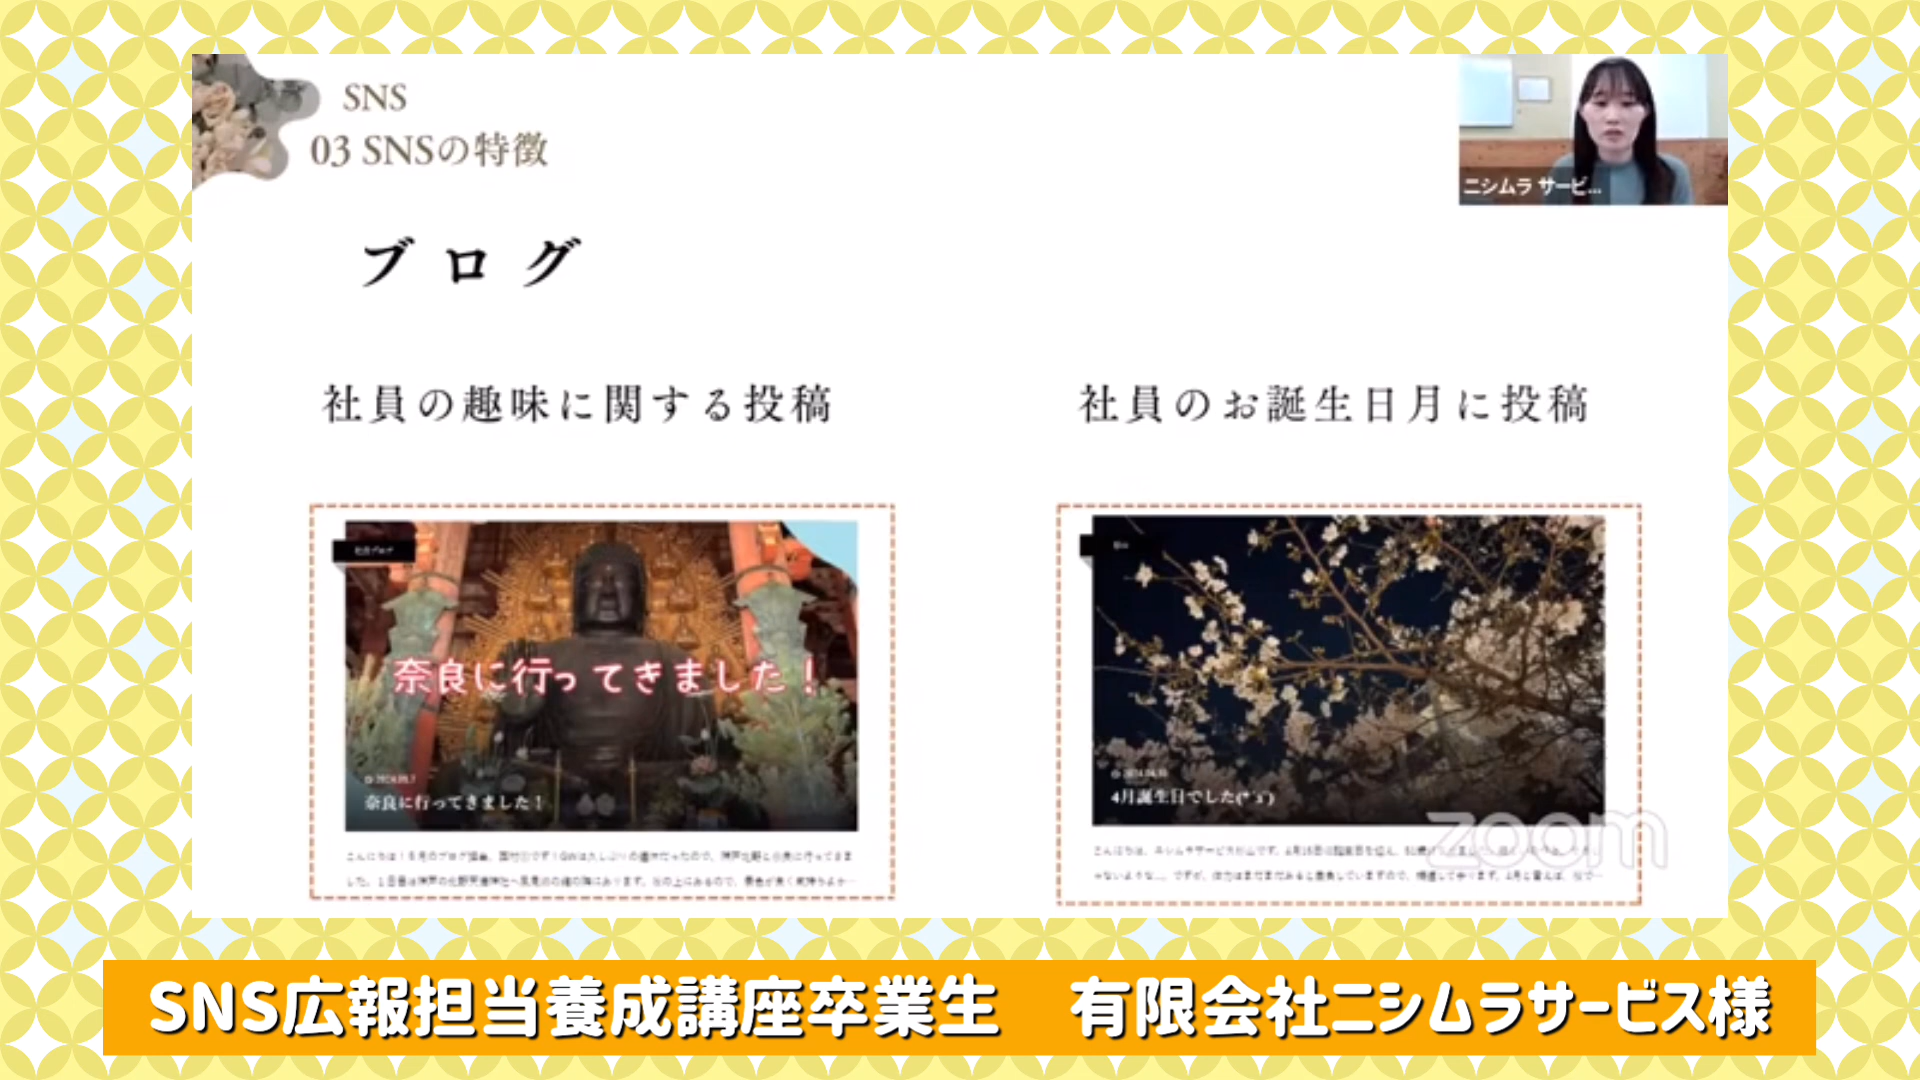 SNS
03 SNSの特徴
ニシムラ サービ...
ブログ
社員の趣味に関する投稿
社員のお誕生日月に投稿
社員ブログ
奈良に行ってきました！
奈良に行ってきました！
4月誕生日でした(*´з`)
zoom
SNS広報担当養成講座卒業生　有限会社ニシムラサービス様